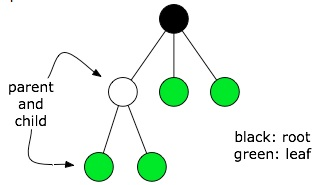 parent
and
child
black: root
green: leaf